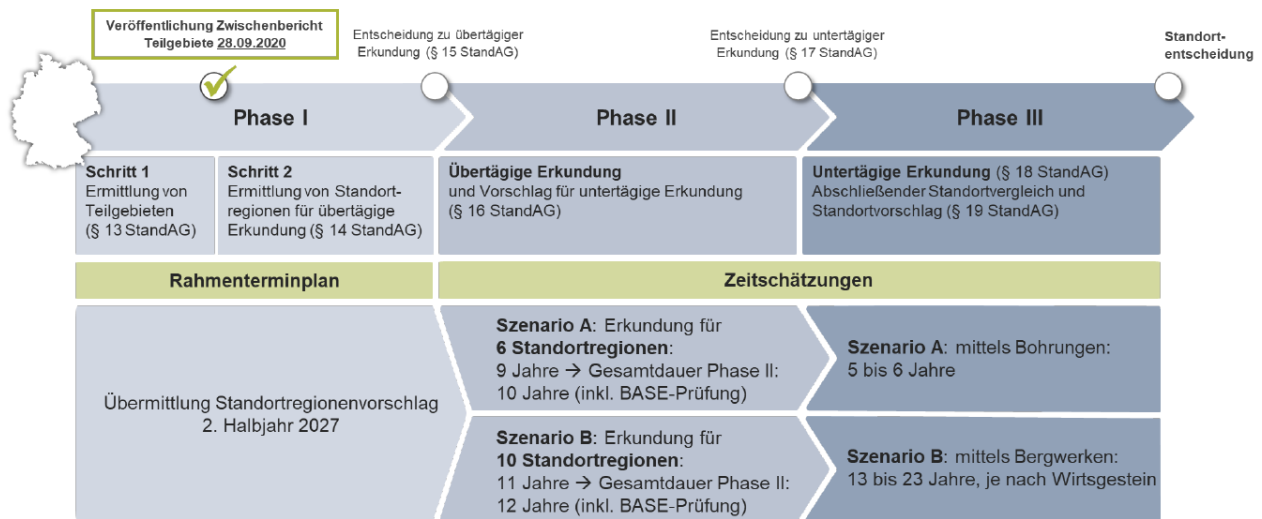 Veröffentlichung Zwischenbericht
Teilgebiete 28.09.2020
Entscheidung zu übertägiger
Erkundung (§ 15 StandAG)
Entscheidung zu untertägiger
Erkundung (§ 17 StandAG)
Standort-
entscheidung
Phase I
Phase II
Phase III
Schritt 1
Ermittlung von
Teilgebieten
(§ 13 StandAG)
Schritt 2
Ermittlung von Standort-
regionen für übertägige
Erkundung (§ 14 StandAG)
Übertägige Erkundung
und Vorschlag für untertägige Erkundung
(§ 16 StandAG)
Untertägige Erkundung (§ 18 StandAG)
Abschließender Standortvergleich und
Standortvorschlag (§ 19 StandAG)
Rahmenterminplan
Zeitschätzungen
Übermittlung Standortregionenvorschlag
2. Halbjahr 2027
Szenario A: Erkundung für
6 Standortregionen:
9 Jahre → Gesamtdauer Phase II:
10 Jahre (inkl. BASE-Prüfung)
Szenario A: mittels Bohrungen:
5 bis 6 Jahre
Szenario B: Erkundung für
10 Standortregionen:
11 Jahre → Gesamtdauer Phase II:
12 Jahre (inkl. BASE-Prüfung)
Szenario B: mittels Bergwerken:
13 bis 23 Jahre, je nach Wirtsgestein